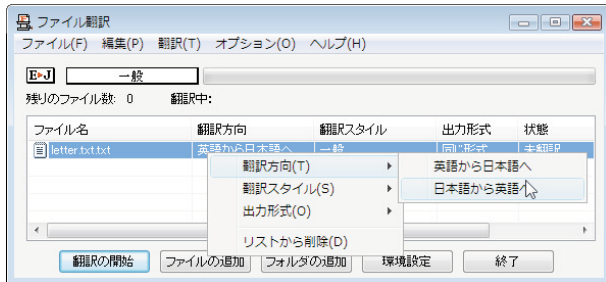 ファイル翻訳
ファイル(F) 編集(P) 翻訳(T) オプション(O) ヘルプ(H)
E▸J 一般
残りのファイル数: 0 翻訳中:
ファイル名 翻訳方向 翻訳スタイル 出力形式 状態
letter.txt.txt 英語から日本語へ 一般 同じ形式 未翻訳
翻訳方向(T) 英語から日本語へ
翻訳スタイル(S) 日本語から英語へ
出力形式(O)
リストから削除(D)
翻訳の開始 ファイルの追加 フォルダの追加 環境設定 終了